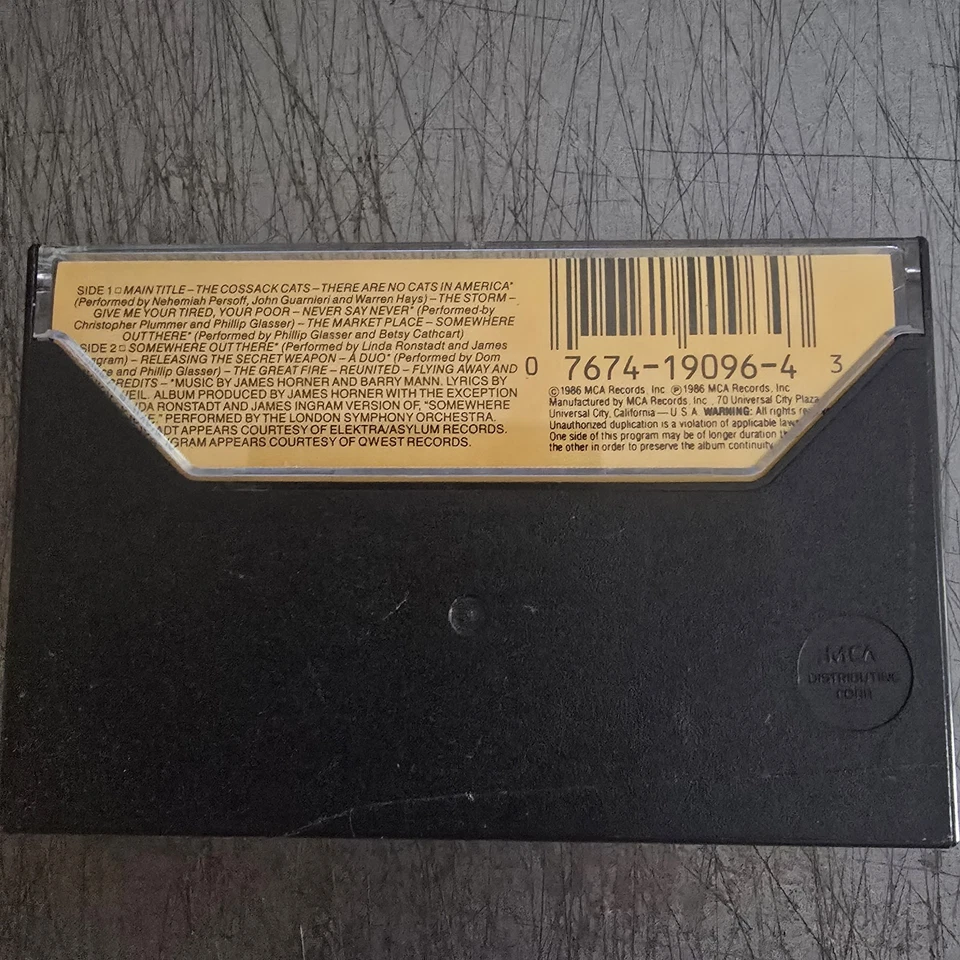 SIDE 1 □ MAIN TITLE – THE COSSACK CATS – THERE ARE NO CATS IN AMERICA*
(Performed by Nehemiah Persoff, John Guarnieri and Warren Hays) – THE STORM –
GIVE ME YOUR TIRED, YOUR POOR – NEVER SAY NEVER* (Performed by
Christopher Plummer and Phillip Glasser) – THE MARKET PLACE – SOMEWHERE
OUT THERE* (Performed by Phillip Glasser and Betsy Cathcart)
SIDE 2 □ SOMEWHERE OUT THERE* (Performed by Linda Ronstadt and James
ngram) – RELEASING THE SECRET WEAPON – A DUO* (Performed by Dom
ce and Phillip Glasser) – THE GREAT FIRE – REUNITED – FLYING AWAY AND
CREDITS – *MUSIC BY JAMES HORNER AND BARRY MANN. LYRICS BY
WEIL. ALBUM PRODUCED BY JAMES HORNER WITH THE EXCEPTION
DA RONSTADT AND JAMES INGRAM VERSION OF, "SOMEWHERE
E." PERFORMED BY THE LONDON SYMPHONY ORCHESTRA.
ADT APPEARS COURTESY OF ELEKTRA/ASYLUM RECORDS.
GRAM APPEARS COURTESY OF QWEST RECORDS.
0 7674-19096-4 3
©1986 MCA Records, Inc. ℗1986 MCA Records, Inc
Manufactured by MCA Records, Inc., 70 Universal City Plaza
Universal City, California — U.S.A. WARNING: All rights re
Unauthorized duplication is a violation of applicable laws
One side of this program may be of longer duration th
the other in order to preserve the album continuity
MCA
DISTRIBUTING
CORP